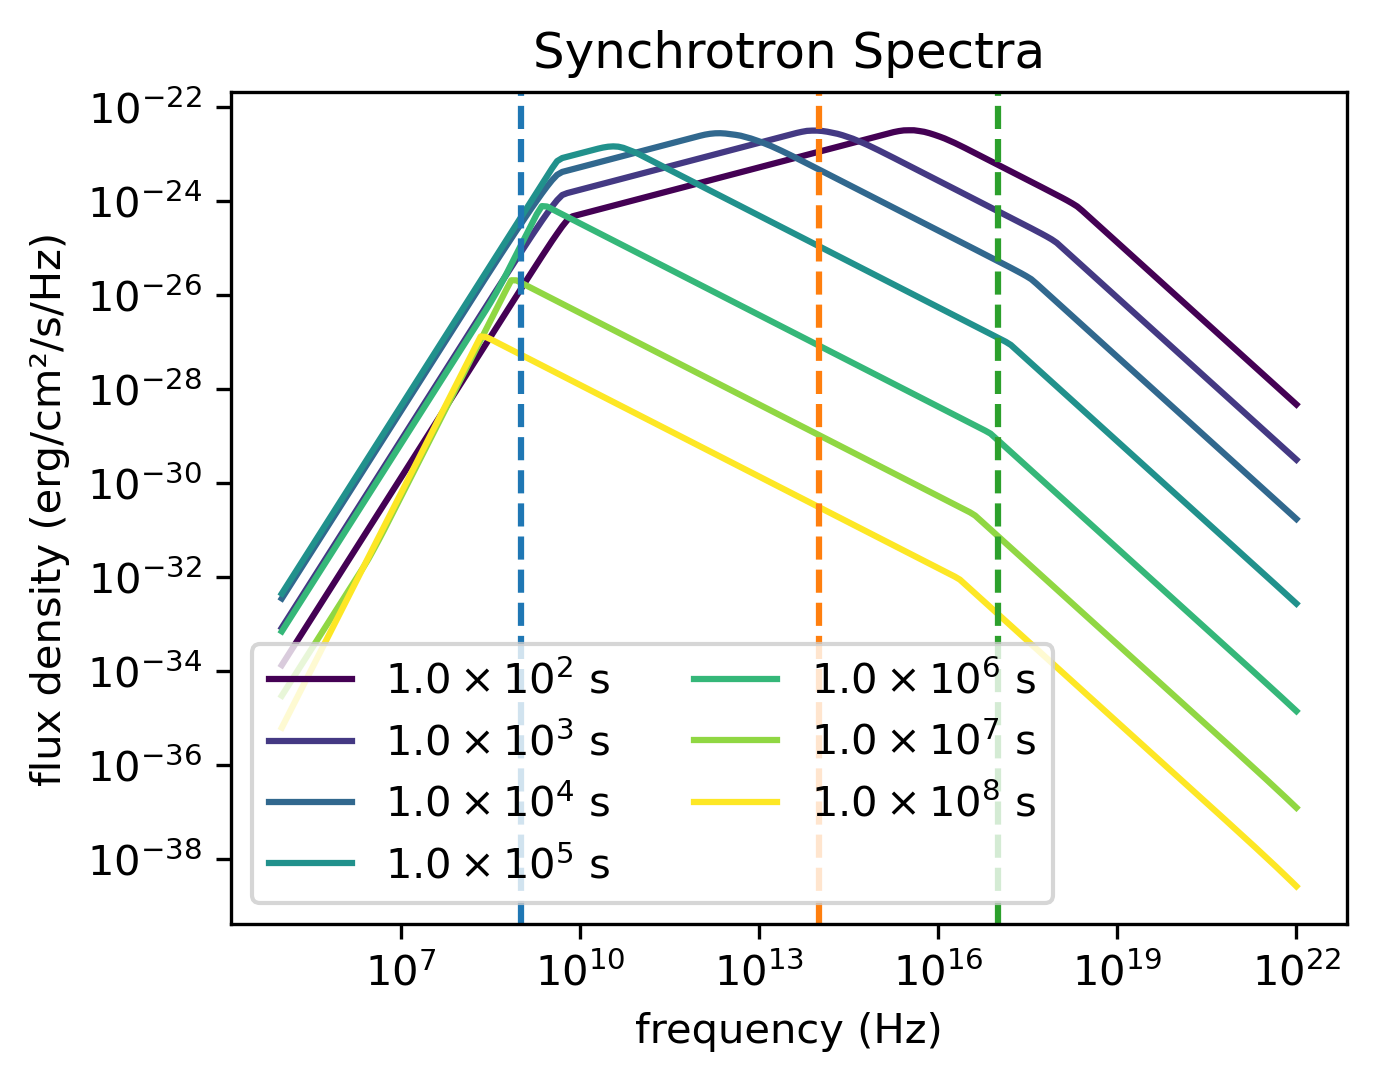 Synchrotron Spectra
flux density (erg/cm²/s/Hz)
10⁻²²
10⁻²⁴
10⁻²⁶
10⁻²⁸
10⁻³⁰
10⁻³²
10⁻³⁴
10⁻³⁶
10⁻³⁸
1.0 × 10² s
1.0 × 10³ s
1.0 × 10⁴ s
1.0 × 10⁵ s
1.0 × 10⁶ s
1.0 × 10⁷ s
1.0 × 10⁸ s
10⁷ 10¹⁰ 10¹³ 10¹⁶ 10¹⁹ 10²²
frequency (Hz)